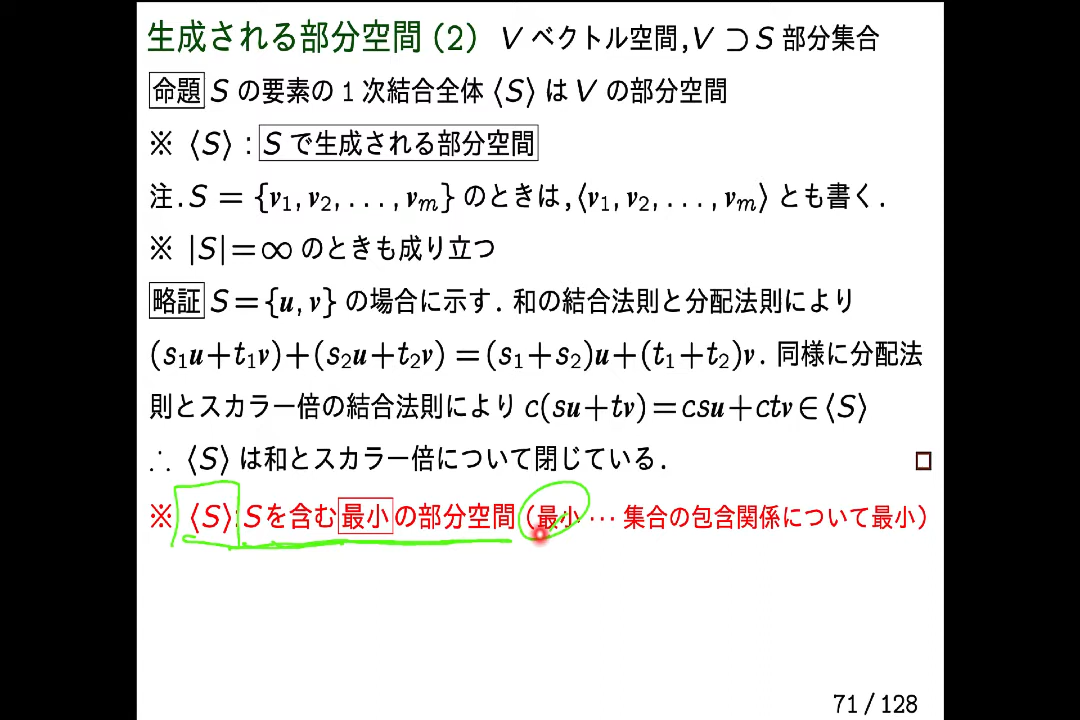 生成される部分空間 (2) V ベクトル空間, V ⊃ S 部分集合
命題 S の要素の 1 次結合全体 ⟨S⟩ は V の部分空間
※ ⟨S⟩ : S で生成される部分空間
注. S = {v₁, v₂, . . . , vₘ} のときは, ⟨v₁, v₂, . . . , vₘ⟩ とも書く.
※ |S| = ∞ のときも成り立つ
略証 S = {u, v} の場合に示す. 和の結合法則と分配法則により
(s₁u+t₁v)+(s₂u+t₂v) = (s₁+s₂)u+(t₁+t₂)v. 同様に分配法
則とスカラー倍の結合法則により c(su+tv) = csu+ctv ∈ ⟨S⟩
∴ ⟨S⟩ は和とスカラー倍について閉じている. □
※ ⟨S⟩:Sを含む最小の部分空間 (最小 ⋯ 集合の包含関係について最小)
71 / 128